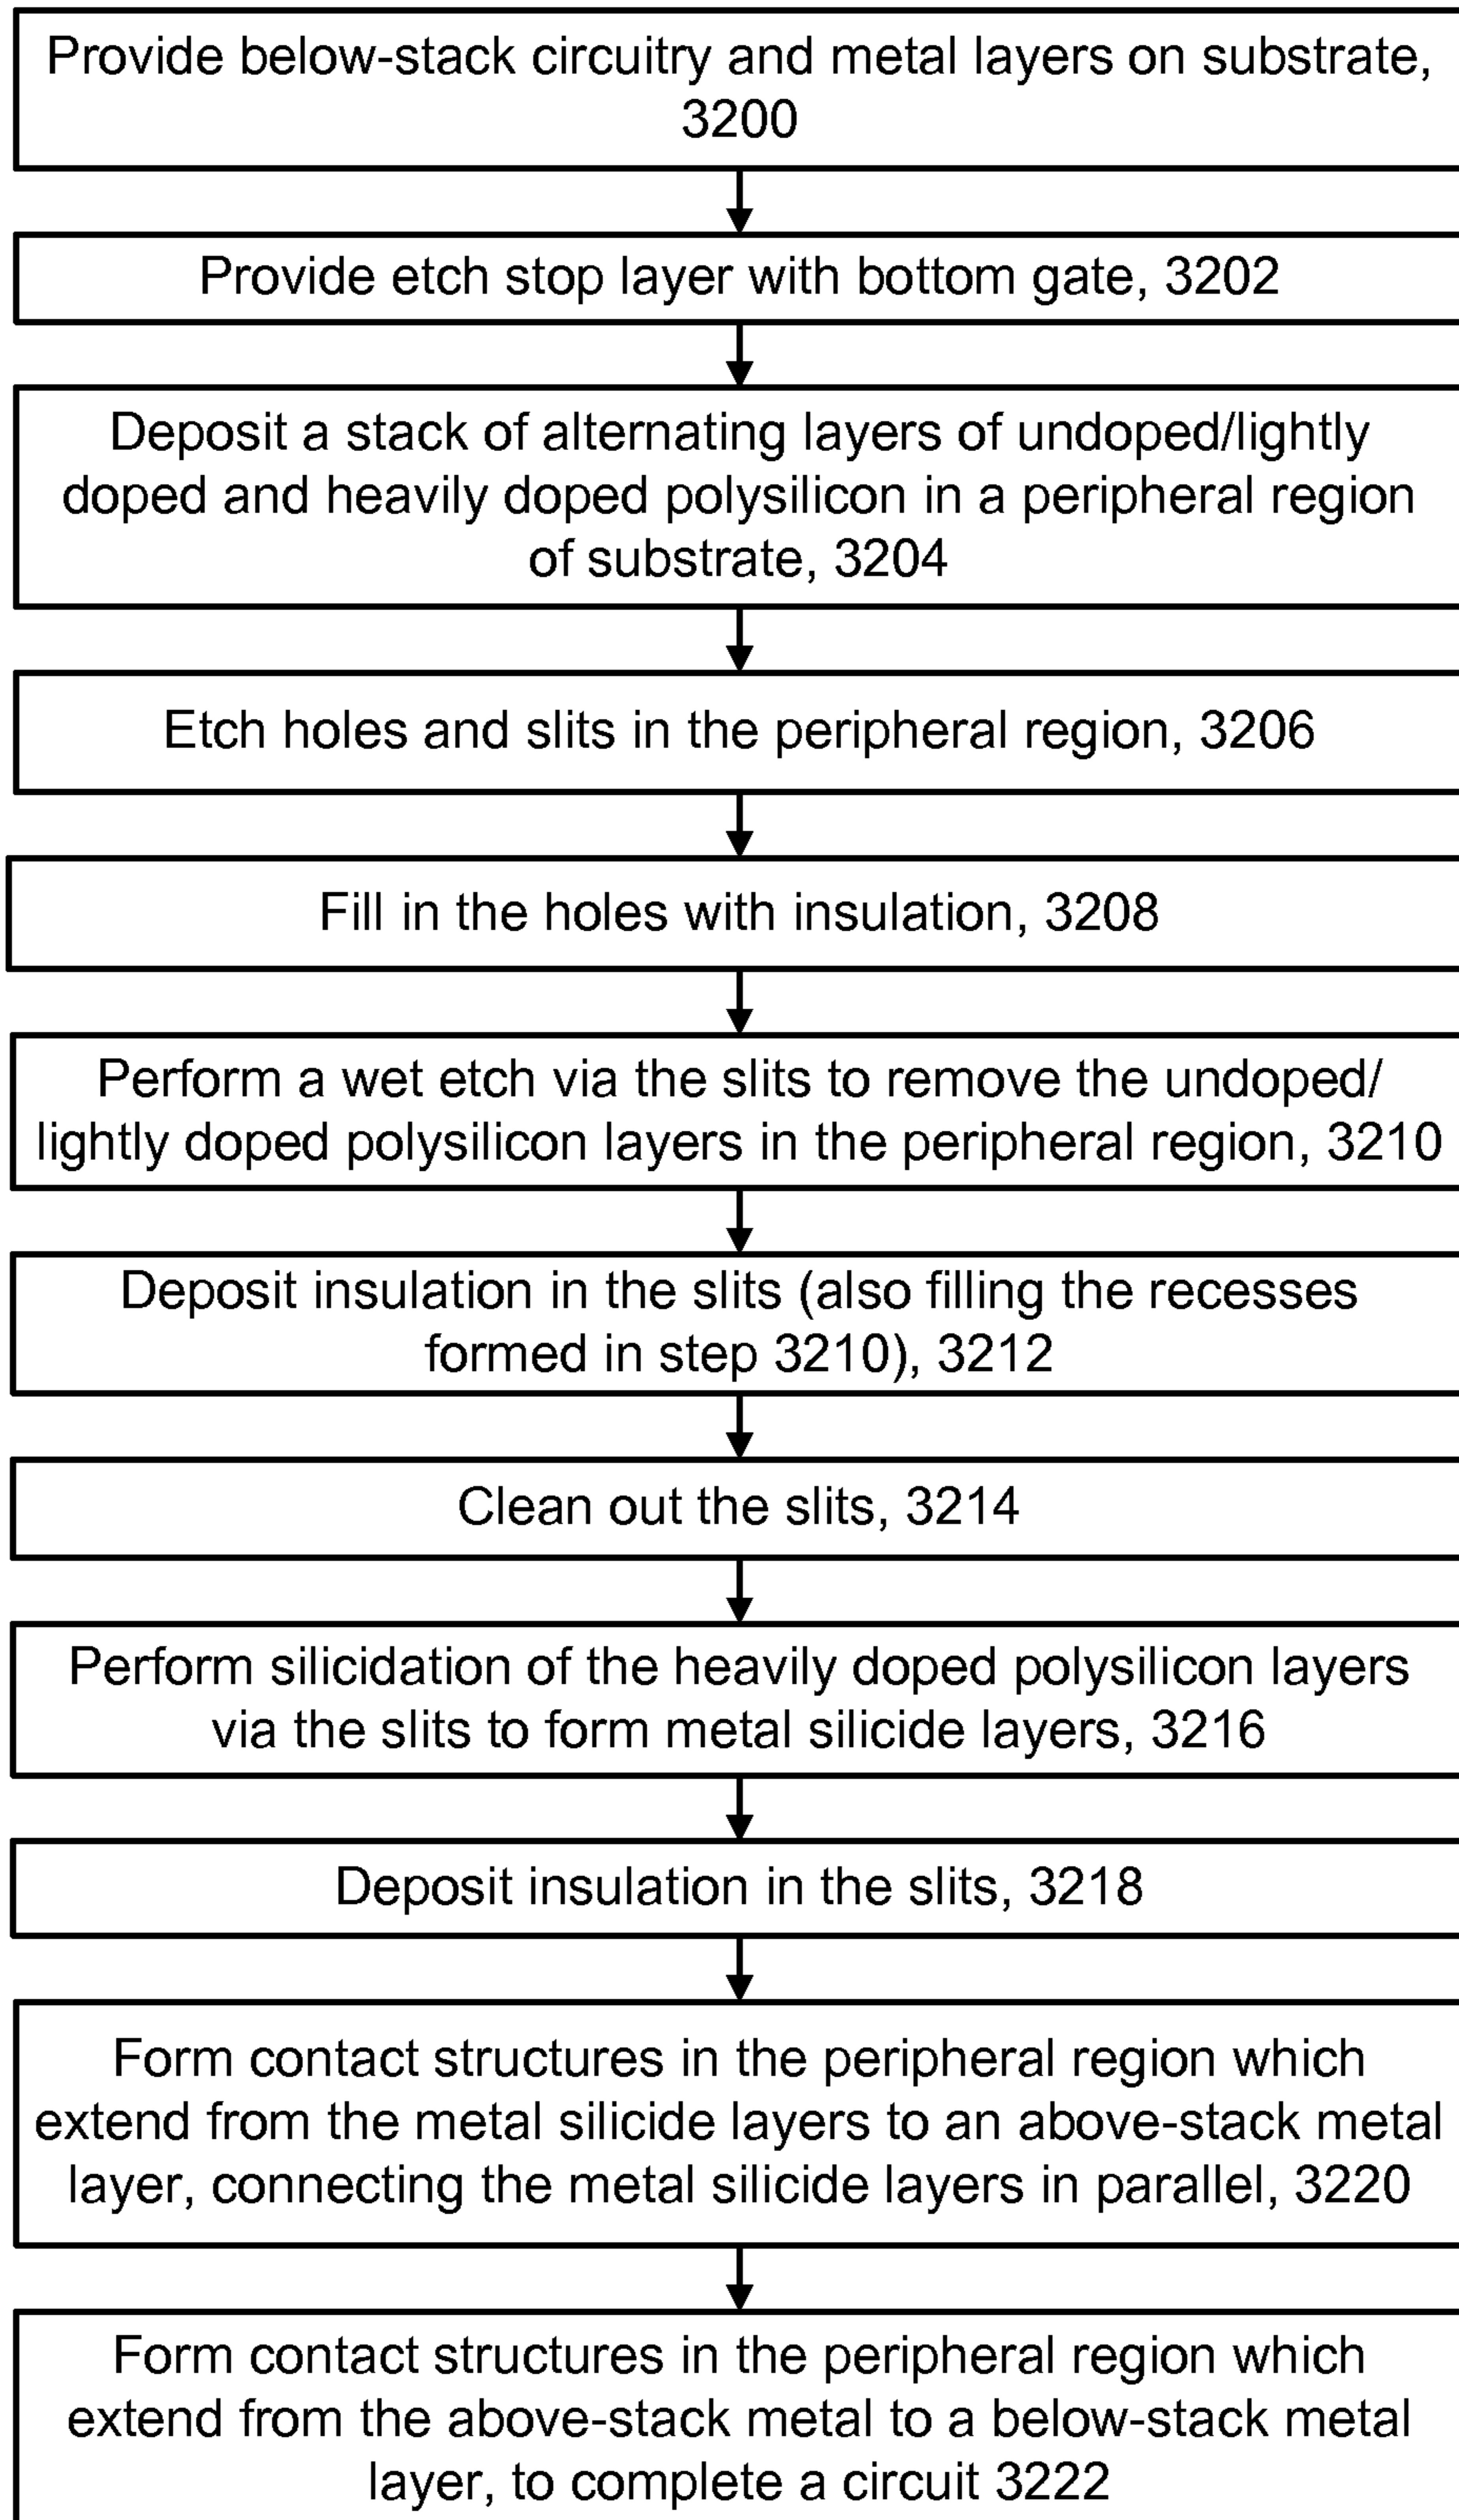 Provide below-stack circuitry and metal layers on substrate,
3200
Provide etch stop layer with bottom gate, 3202
Deposit a stack of alternating layers of undoped/lightly
doped and heavily doped polysilicon in a peripheral region
of substrate, 3204
Etch holes and slits in the peripheral region, 3206
Fill in the holes with insulation, 3208
Perform a wet etch via the slits to remove the undoped/
lightly doped polysilicon layers in the peripheral region, 3210
Deposit insulation in the slits (also filling the recesses
formed in step 3210), 3212
Clean out the slits, 3214
Perform silicidation of the heavily doped polysilicon layers
via the slits to form metal silicide layers, 3216
Deposit insulation in the slits, 3218
Form contact structures in the peripheral region which
extend from the metal silicide layers to an above-stack metal
layer, connecting the metal silicide layers in parallel, 3220
Form contact structures in the peripheral region which
extend from the above-stack metal to a below-stack metal
layer, to complete a circuit 3222